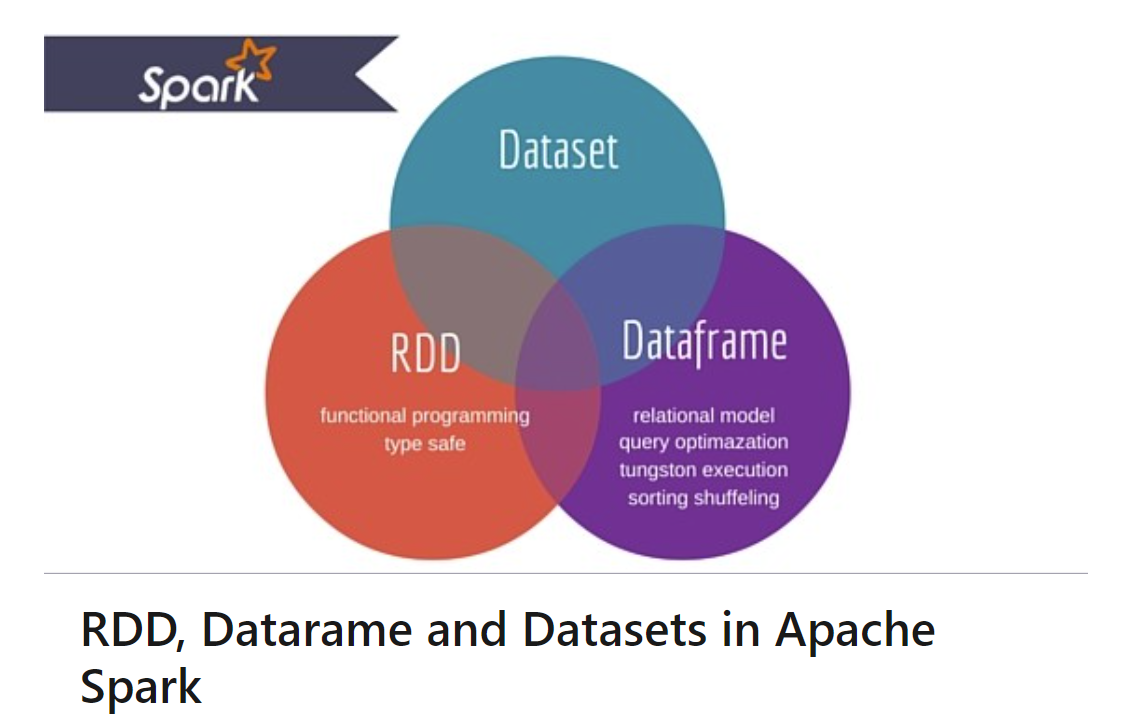 Spark
Dataset
RDD
functional programming
type safe
Dataframe
relational model
query optimazation
tungston execution
sorting shuffeling
RDD, Datarame and Datasets in Apache
Spark